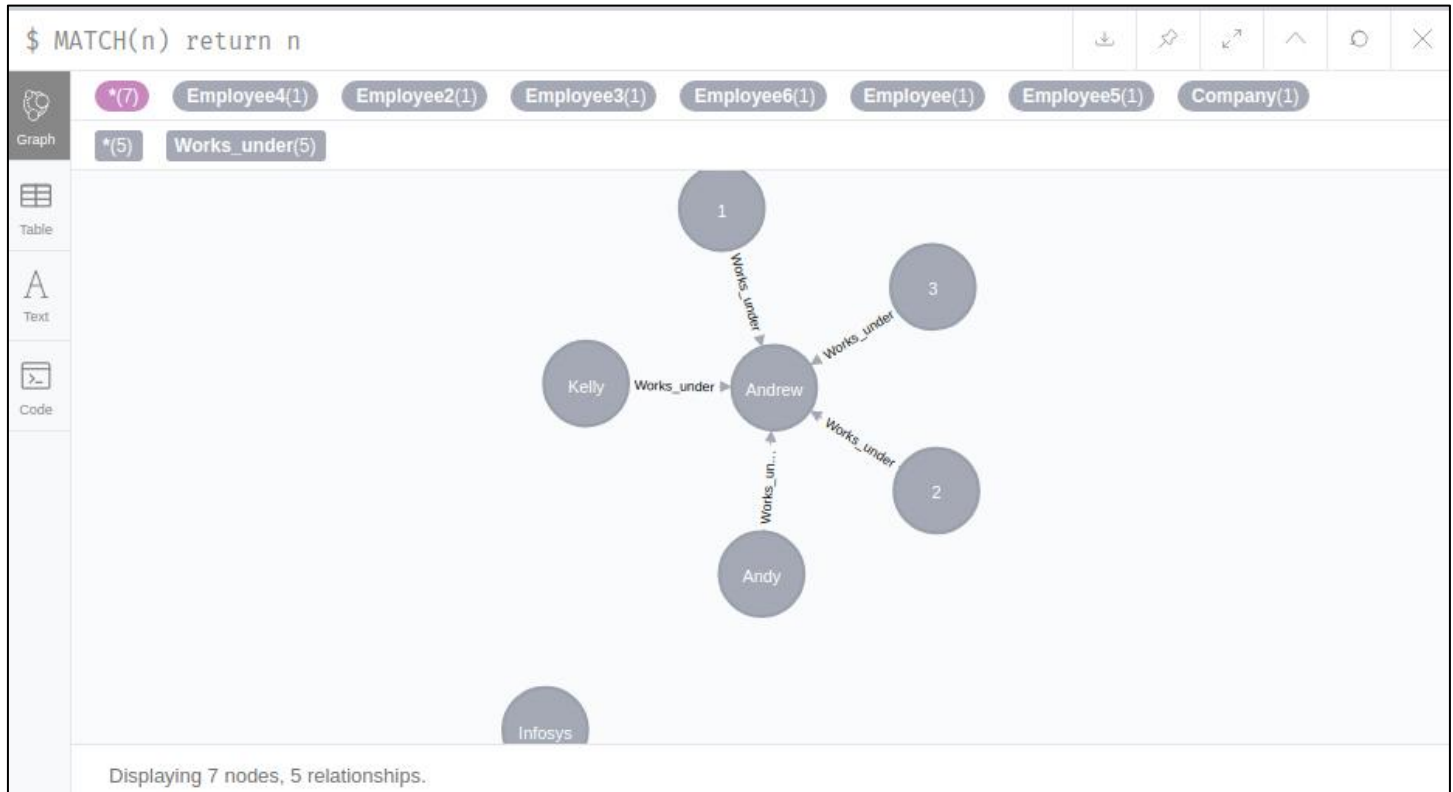 $ MATCH(n) return n
*(7) Employee4(1) Employee2(1) Employee3(1) Employee6(1) Employee(1) Employee5(1) Company(1)
Graph
*(5) Works_under(5)
Table
Text
Code
1
Works_under
3
Works_under
Kelly
Works_under
Andrew
Works_under
2
Works_un...
Andy
Infosys
Displaying 7 nodes, 5 relationships.